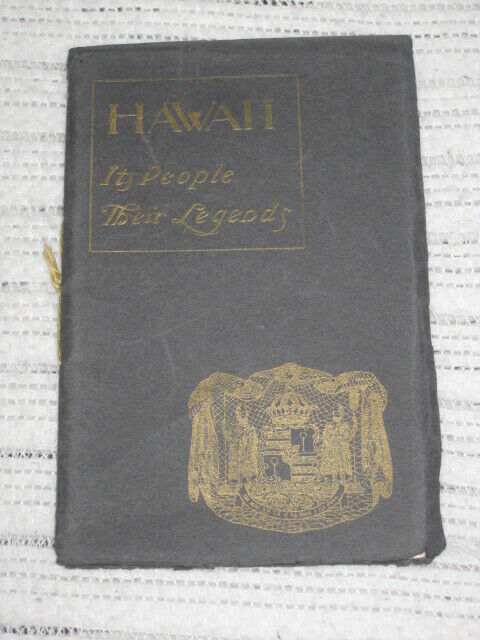 HAWAII
Its People
Their Legends